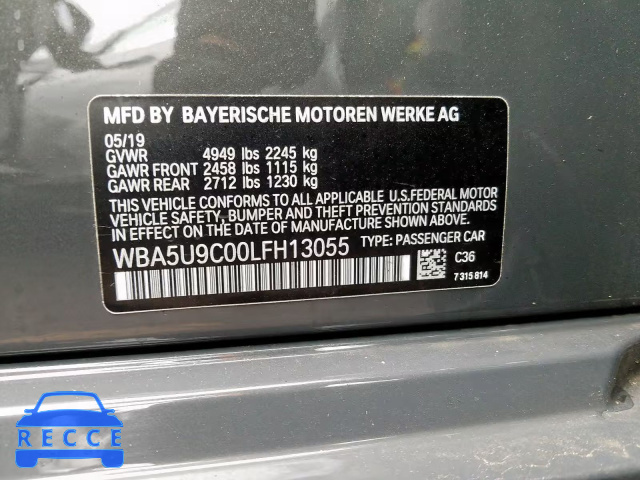 MFD BY BAYERISCHE MOTOREN WERKE AG
05/19
GVWR 4949 lbs 2245 kg
GAWR FRONT 2458 lbs 1115 kg
GAWR REAR 2712 lbs 1230 kg
THIS VEHICLE CONFORMS TO ALL APPLICABLE U.S.FEDERAL MOTOR
VEHICLE SAFETY, BUMPER AND THEFT PREVENTION STANDARDS
IN EFFECT ON THE DATE OF MANUFACTURE SHOWN ABOVE.
WBA5U9C00LFH13055 TYPE: PASSENGER CAR
C36
7 315 814
RECCE